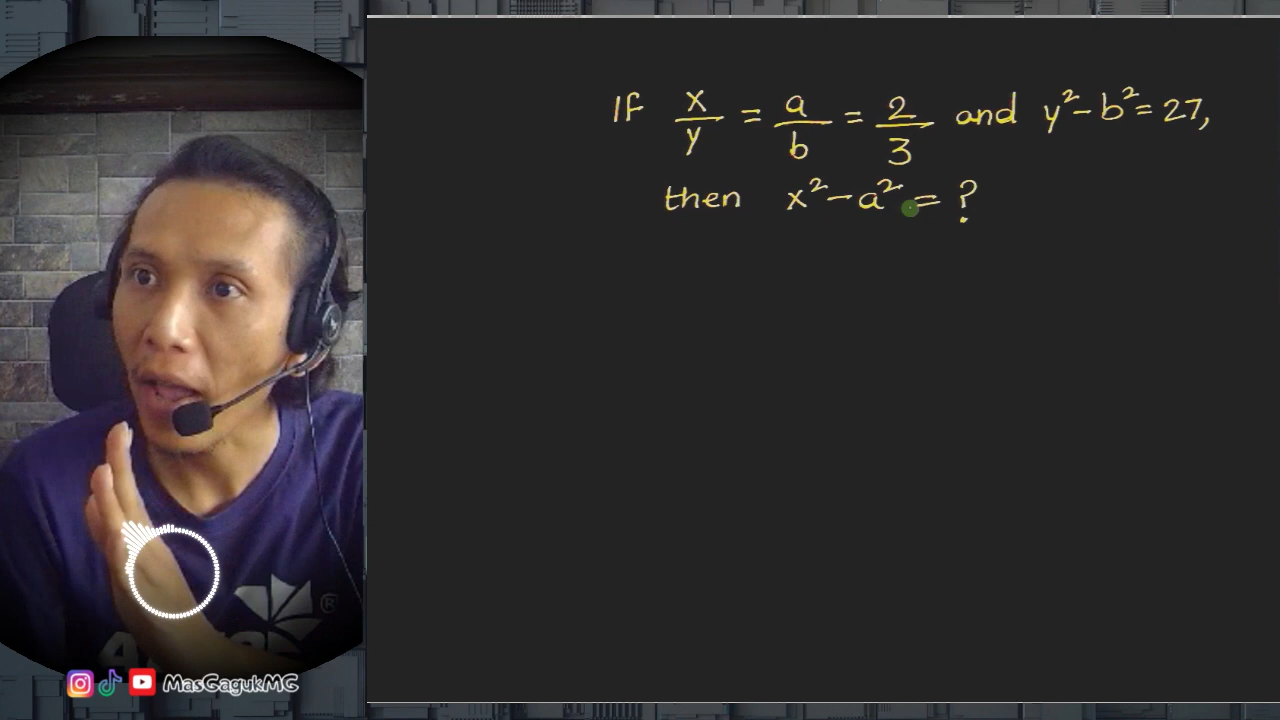 If x/y = a/b = 2/3 and y² - b² = 27,
then x² - a² = ?
®
MasGagukMG